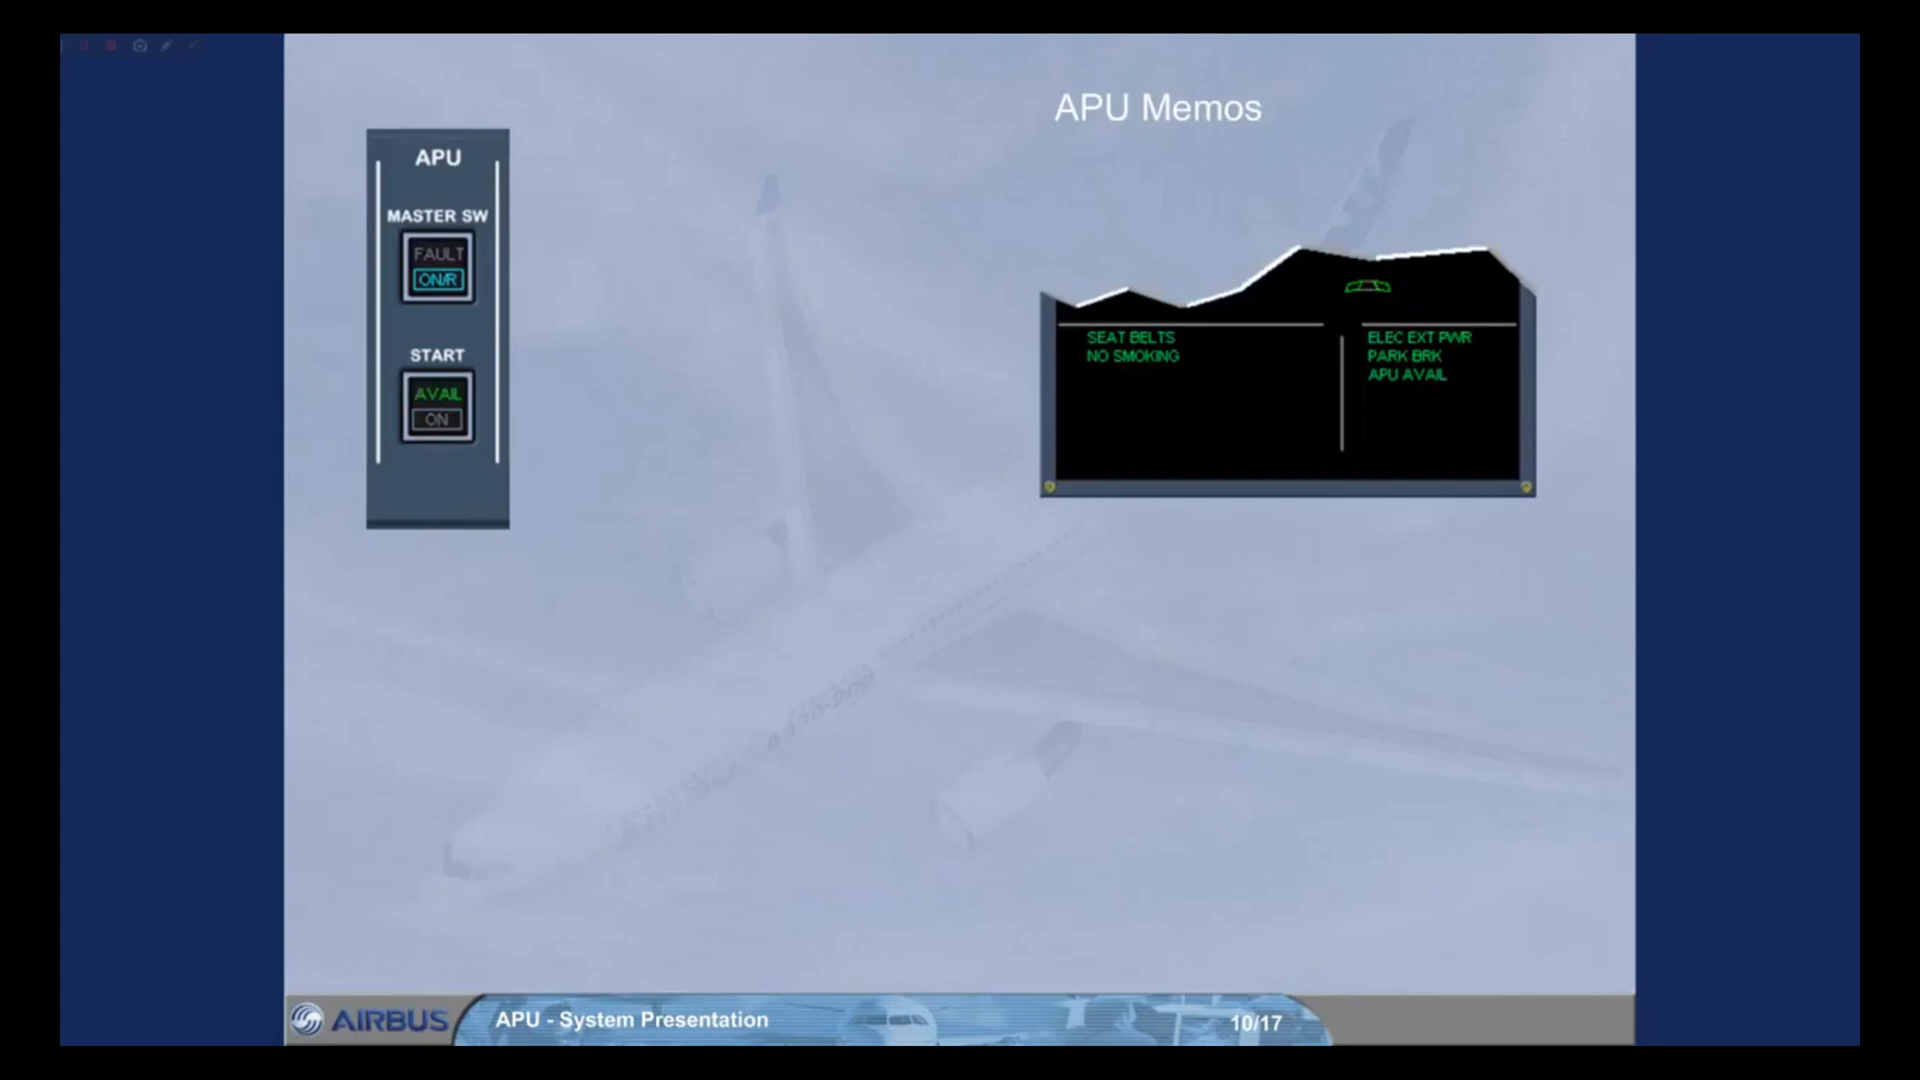 APU Memos
APU
MASTER SW
FAULT
ON/R
START
AVAIL
ON
SEAT BELTS
NO SMOKING
ELEC EXT PWR
PARK BRK
APU AVAIL
AIRBUS
APU - System Presentation
10/17